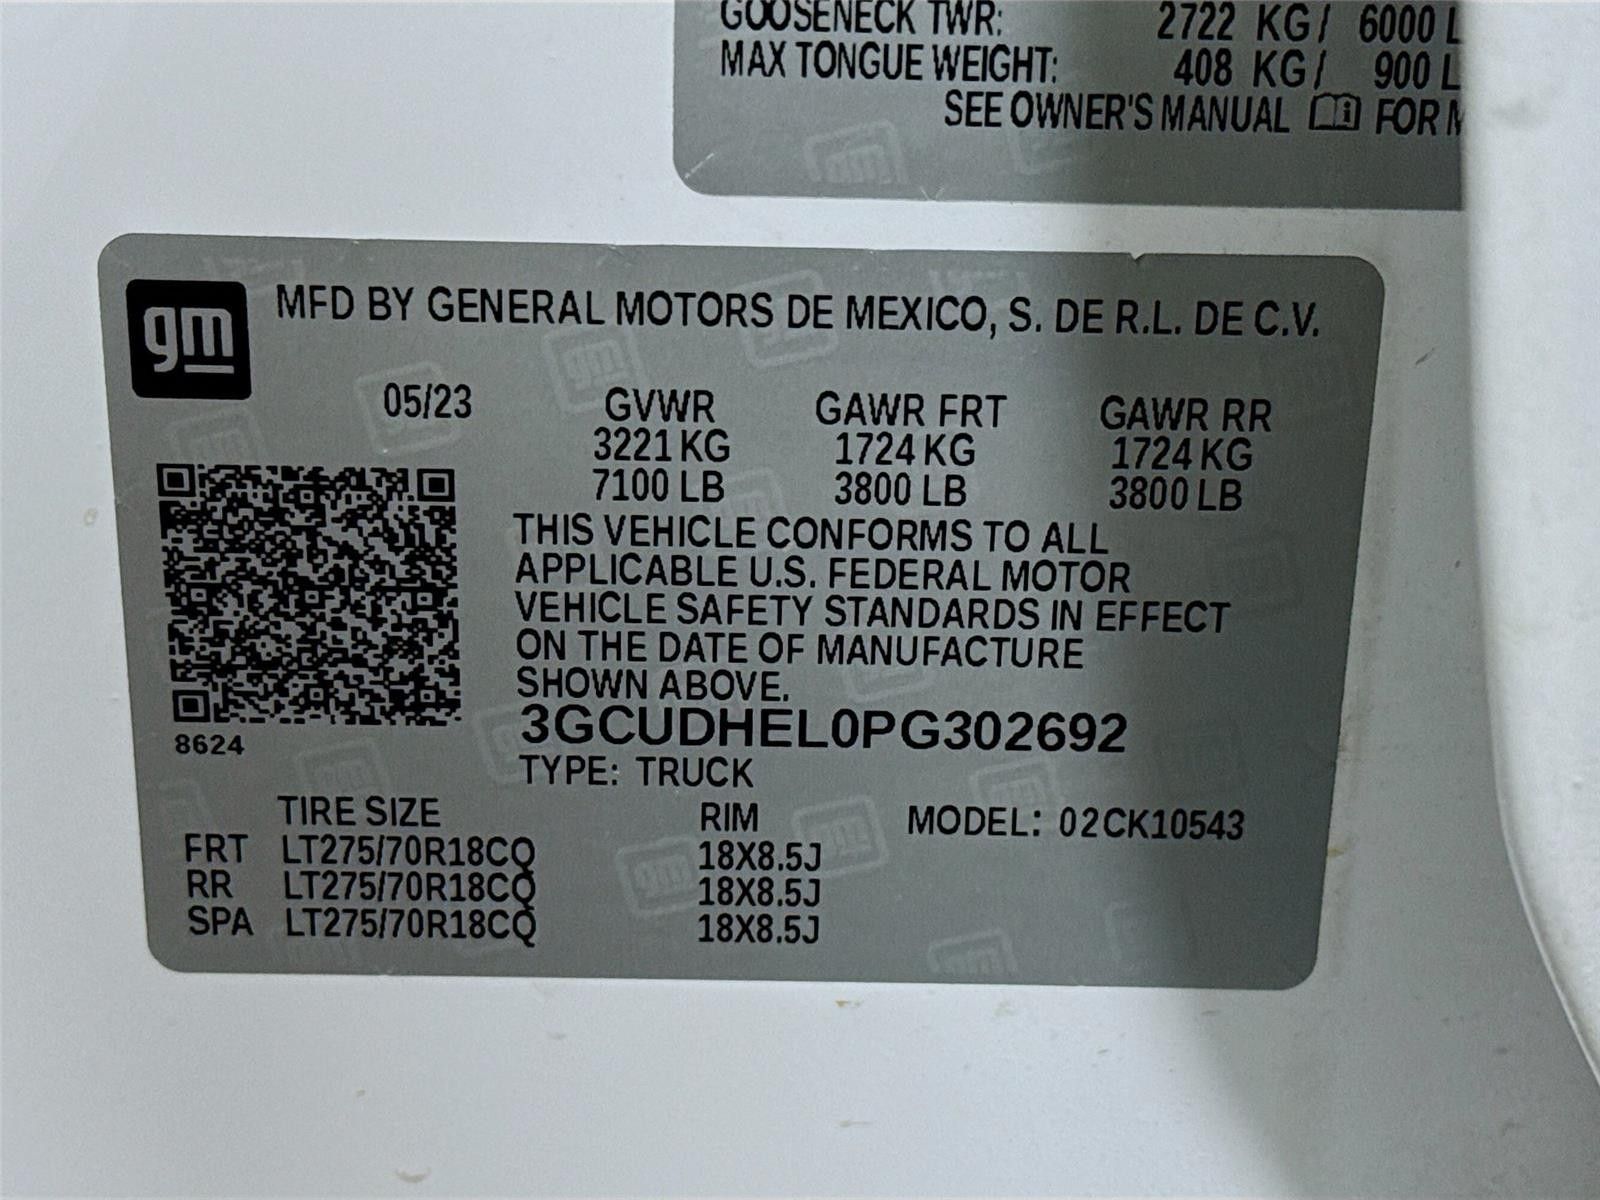 GOOSENECK TWR: 2722 KG/ 6000 L
MAX TONGUE WEIGHT: 408 KG/ 900 L
SEE OWNER'S MANUAL FOR
gm
MFD BY GENERAL MOTORS DE MEXICO, S. DE R.L. DE C.V.
05/23 GVWR GAWR FRT GAWR RR
3221 KG 1724 KG 1724 KG
7100 LB 3800 LB 3800 LB
THIS VEHICLE CONFORMS TO ALL
APPLICABLE U.S. FEDERAL MOTOR
VEHICLE SAFETY STANDARDS IN EFFECT
ON THE DATE OF MANUFACTURE
SHOWN ABOVE.
3GCUDHEL0PG302692
8624
TYPE: TRUCK
TIRE SIZE RIM MODEL: 02CK10543
FRT LT275/70R18CQ 18X8.5J
RR LT275/70R18CQ 18X8.5J
SPA LT275/70R18CQ 18X8.5J